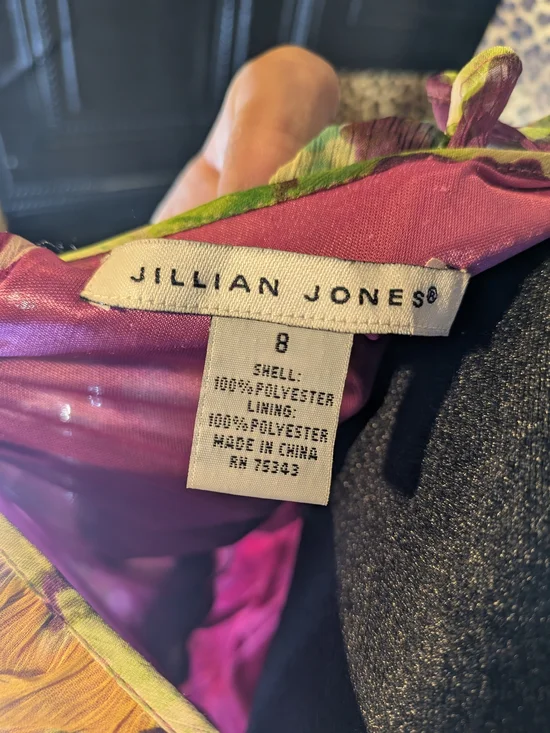 JILLIAN JONES®
8
SHELL:
100%POLYESTER
LINING:
100%POLYESTER
MADE IN CHINA
RN 75343